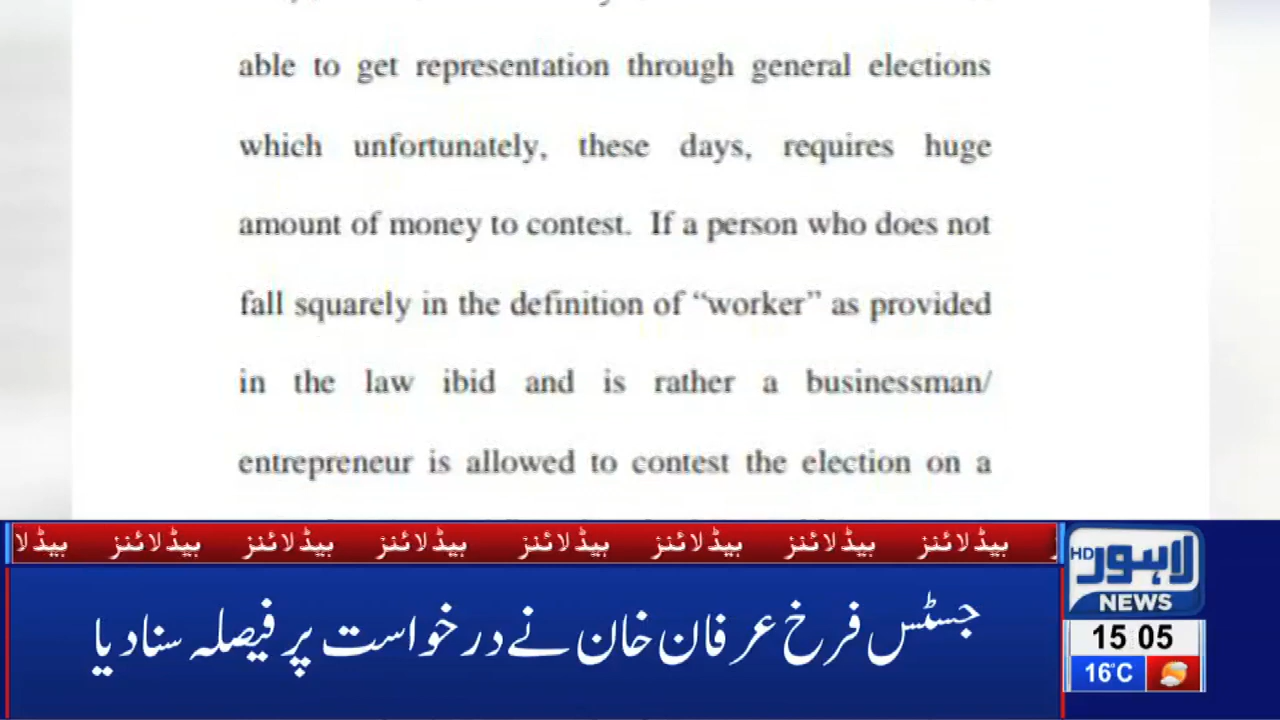 able to get representation through general elections
which unfortunately, these days, requires huge
amount of money to contest. If a person who does not
fall squarely in the definition of “worker” as provided
in the law ibid and is rather a businessman/
entrepreneur is allowed to contest the election on a
ہیڈلائنز ہیڈلائنز ہیڈلائنز ہیڈلائنز ہیڈلائنز ہیڈلائنز ہیڈلائنز ہیڈلا
جسٹس فرخ عرفان خان نے درخواست پر فیصلہ سنا دیا
HD لاہور
NEWS
15 05
16°C